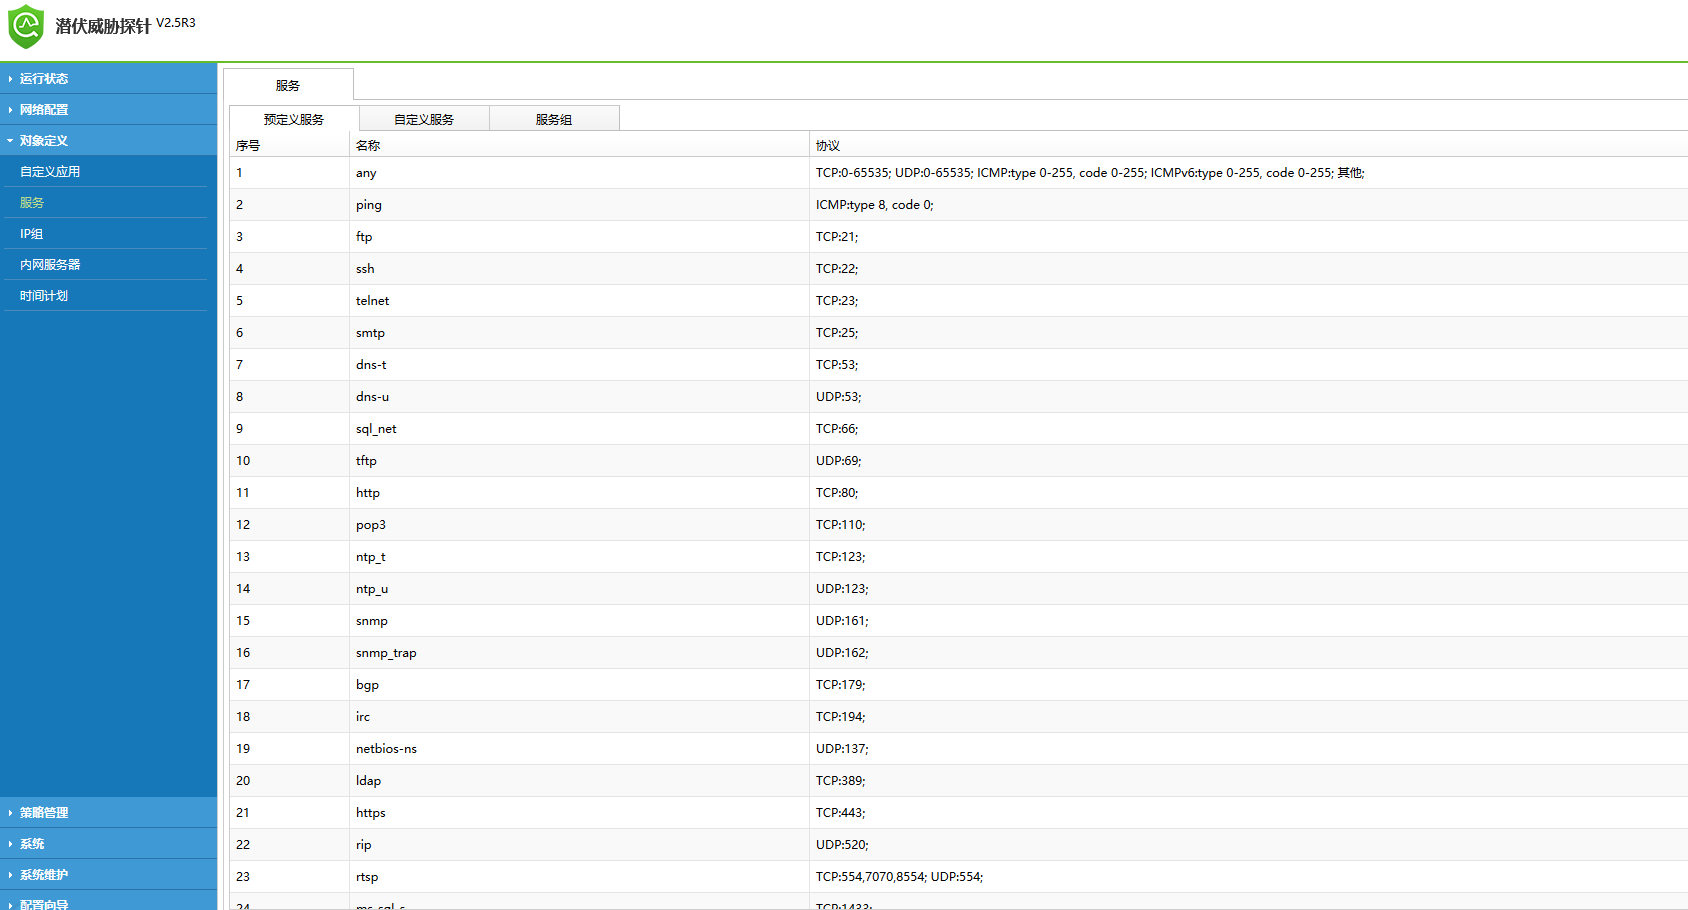 潜伏威胁探针 V2.5R3
运行状态
网络配置
对象定义
自定义应用
服务
IP组
内网服务器
时间计划
策略管理
系统
系统维护
配置向导
服务
预定义服务 自定义服务 服务组
序号 名称 协议
1 any TCP:0-65535; UDP:0-65535; ICMP:type 0-255, code 0-255; ICMPv6:type 0-255, code 0-255; 其他;
2 ping ICMP:type 8, code 0;
3 ftp TCP:21;
4 ssh TCP:22;
5 telnet TCP:23;
6 smtp TCP:25;
7 dns-t TCP:53;
8 dns-u UDP:53;
9 sql_net TCP:66;
10 tftp UDP:69;
11 http TCP:80;
12 pop3 TCP:110;
13 ntp_t TCP:123;
14 ntp_u UDP:123;
15 snmp UDP:161;
16 snmp_trap UDP:162;
17 bgp TCP:179;
18 irc TCP:194;
19 netbios-ns UDP:137;
20 ldap TCP:389;
21 https TCP:443;
22 rip UDP:520;
23 rtsp TCP:554,7070,8554; UDP:554;
24 ms-sql-s TCP:1433;